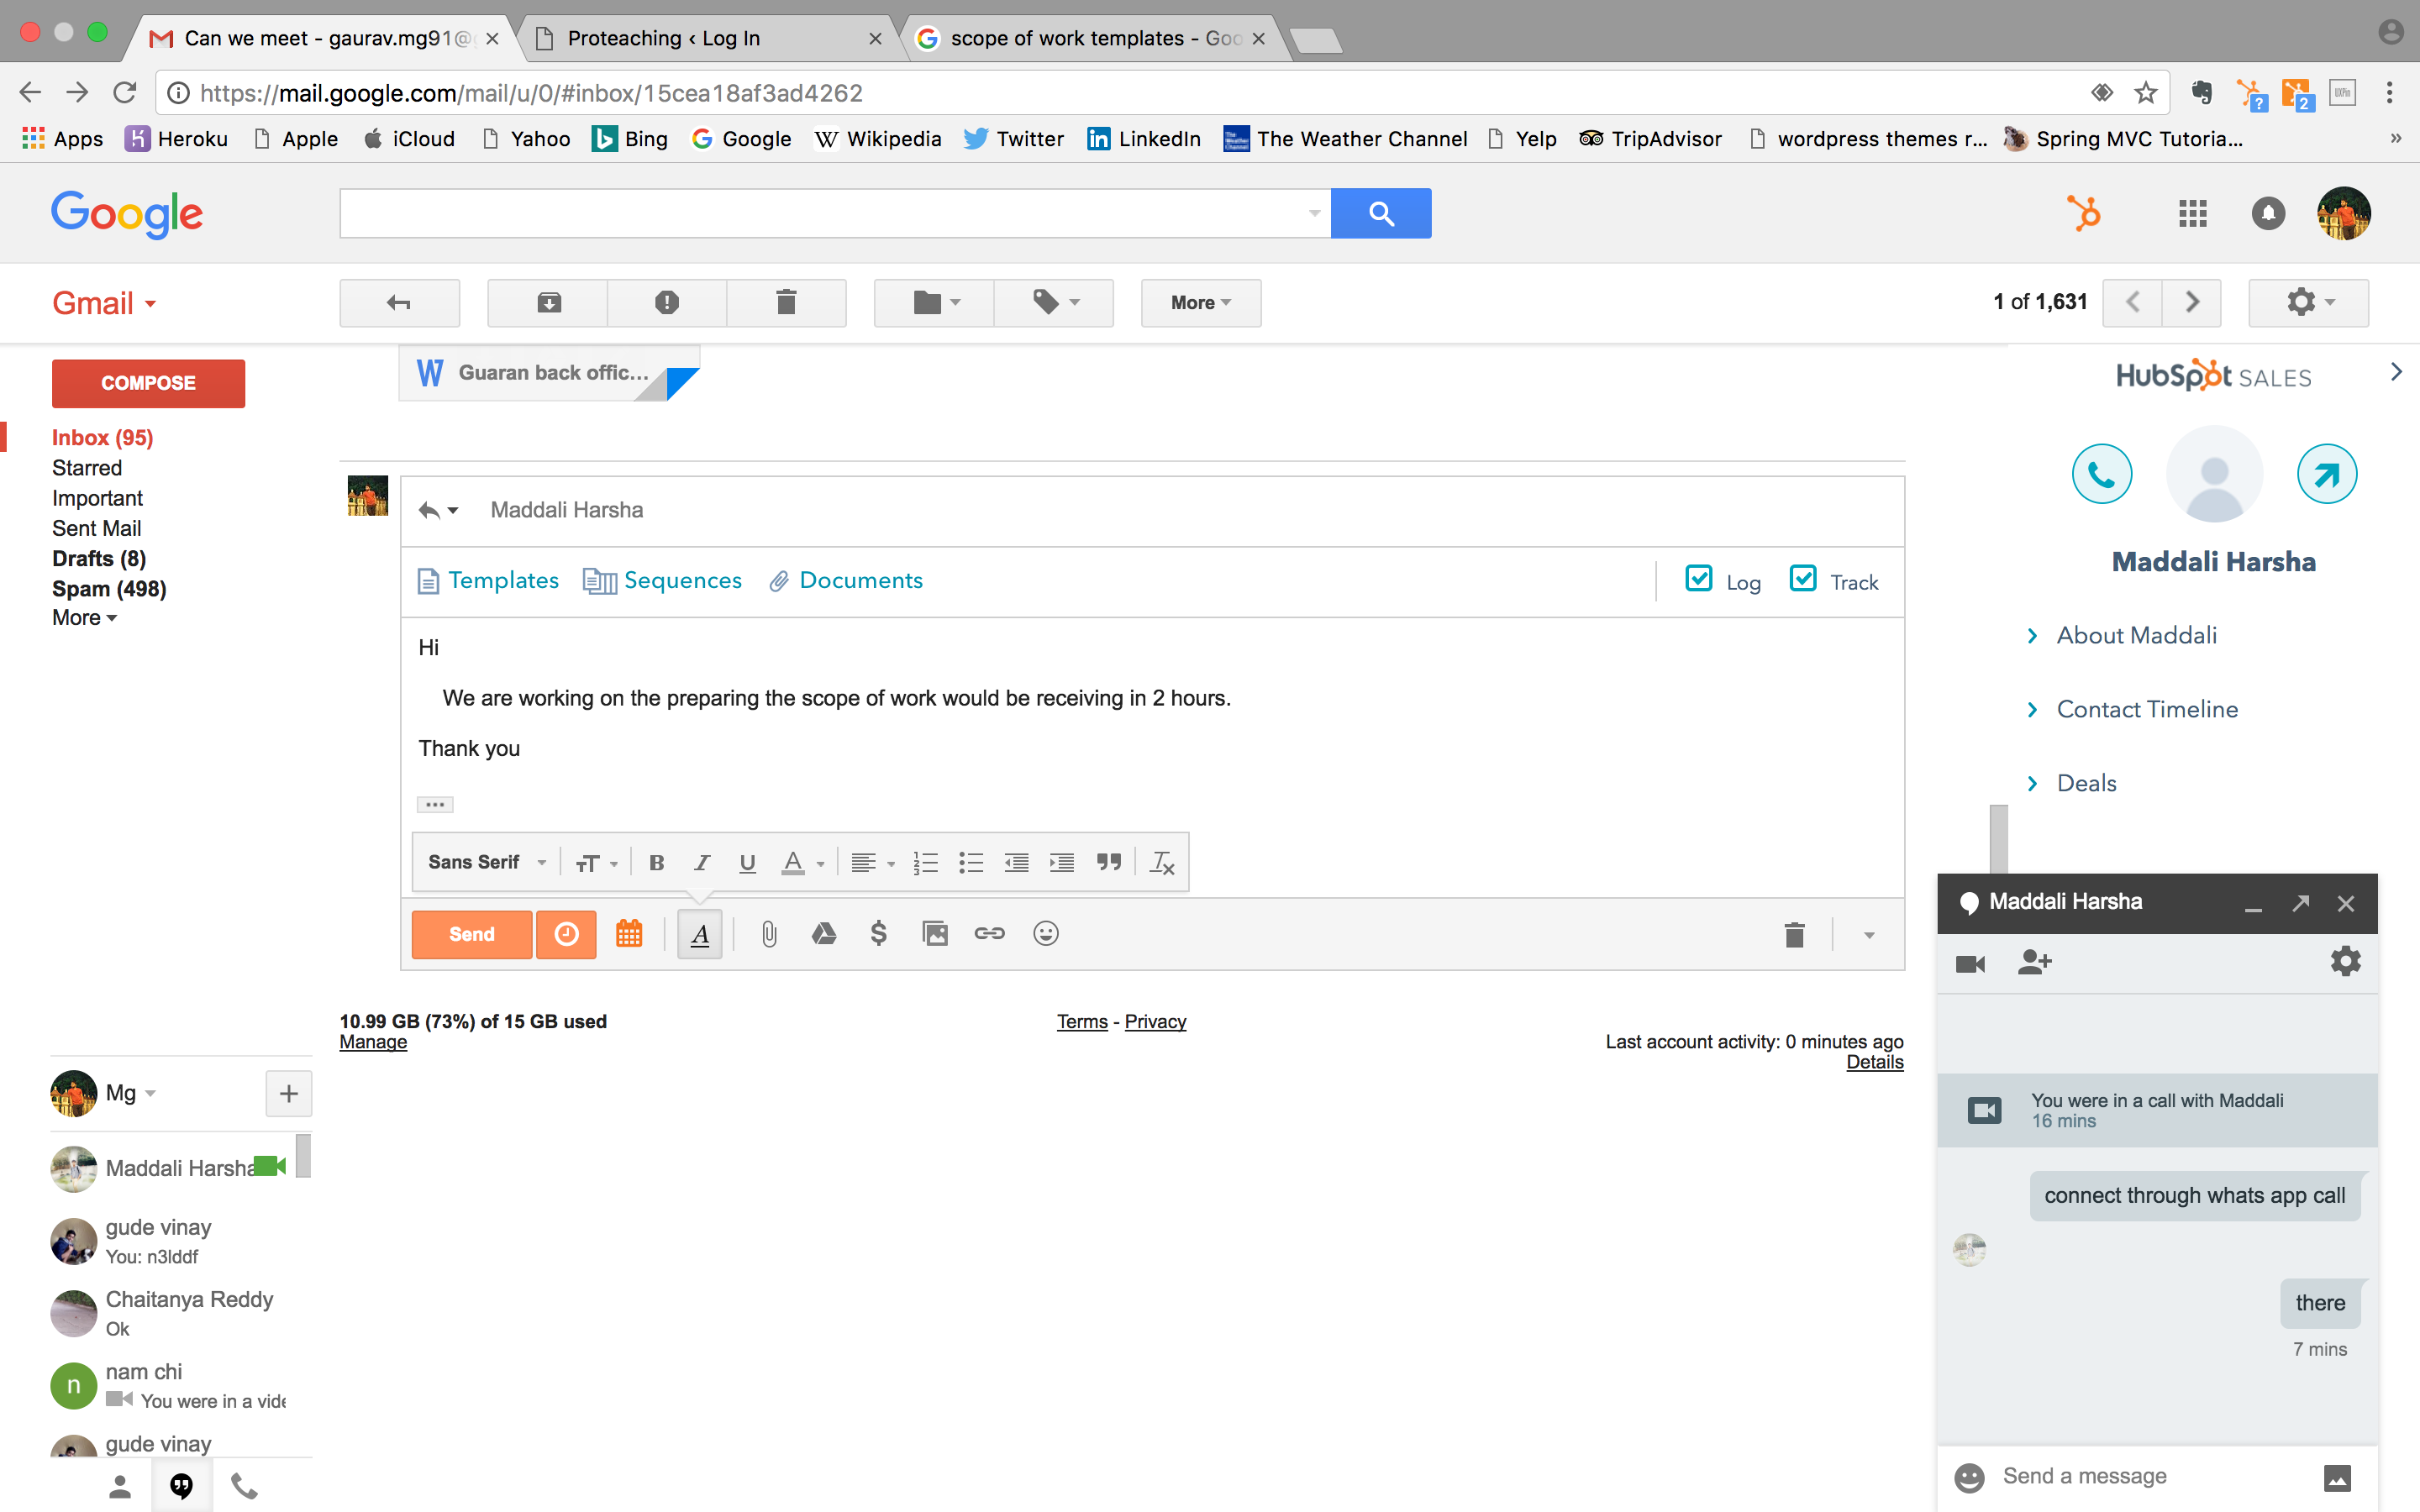 Can we meet - gaurav.mg91@
Proteaching ‹ Log In
scope of work templates - Goo
https://mail.google.com/mail/u/0/#inbox/15cea18af3ad4262
? 2 UXPin
Apps Heroku Apple iCloud Yahoo Bing Google Wikipedia Twitter LinkedIn The Weather Channel Yelp TripAdvisor wordpress themes r... Spring MVC Tutoria... »
Google
Gmail
More
1 of 1,631
COMPOSE
Inbox (95)
Starred
Important
Sent Mail
Drafts (8)
Spam (498)
More
Guaran back offic...
HubSpot SALES
Maddali Harsha
Maddali Harsha
Templates Sequences Documents
Log Track
About Maddali
Contact Timeline
Deals
Hi
We are working on the preparing the scope of work would be receiving in 2 hours.
Thank you
Sans Serif
Send
10.99 GB (73%) of 15 GB used
Manage
Terms - Privacy
Last account activity: 0 minutes ago
Details
Mg
Maddali Harsha
gude vinay
You: n3lddf
Chaitanya Reddy
Ok
n
nam chi
You were in a vide
gude vinay
Maddali Harsha
You were in a call with Maddali
16 mins
connect through whats app call
there
7 mins
Send a message